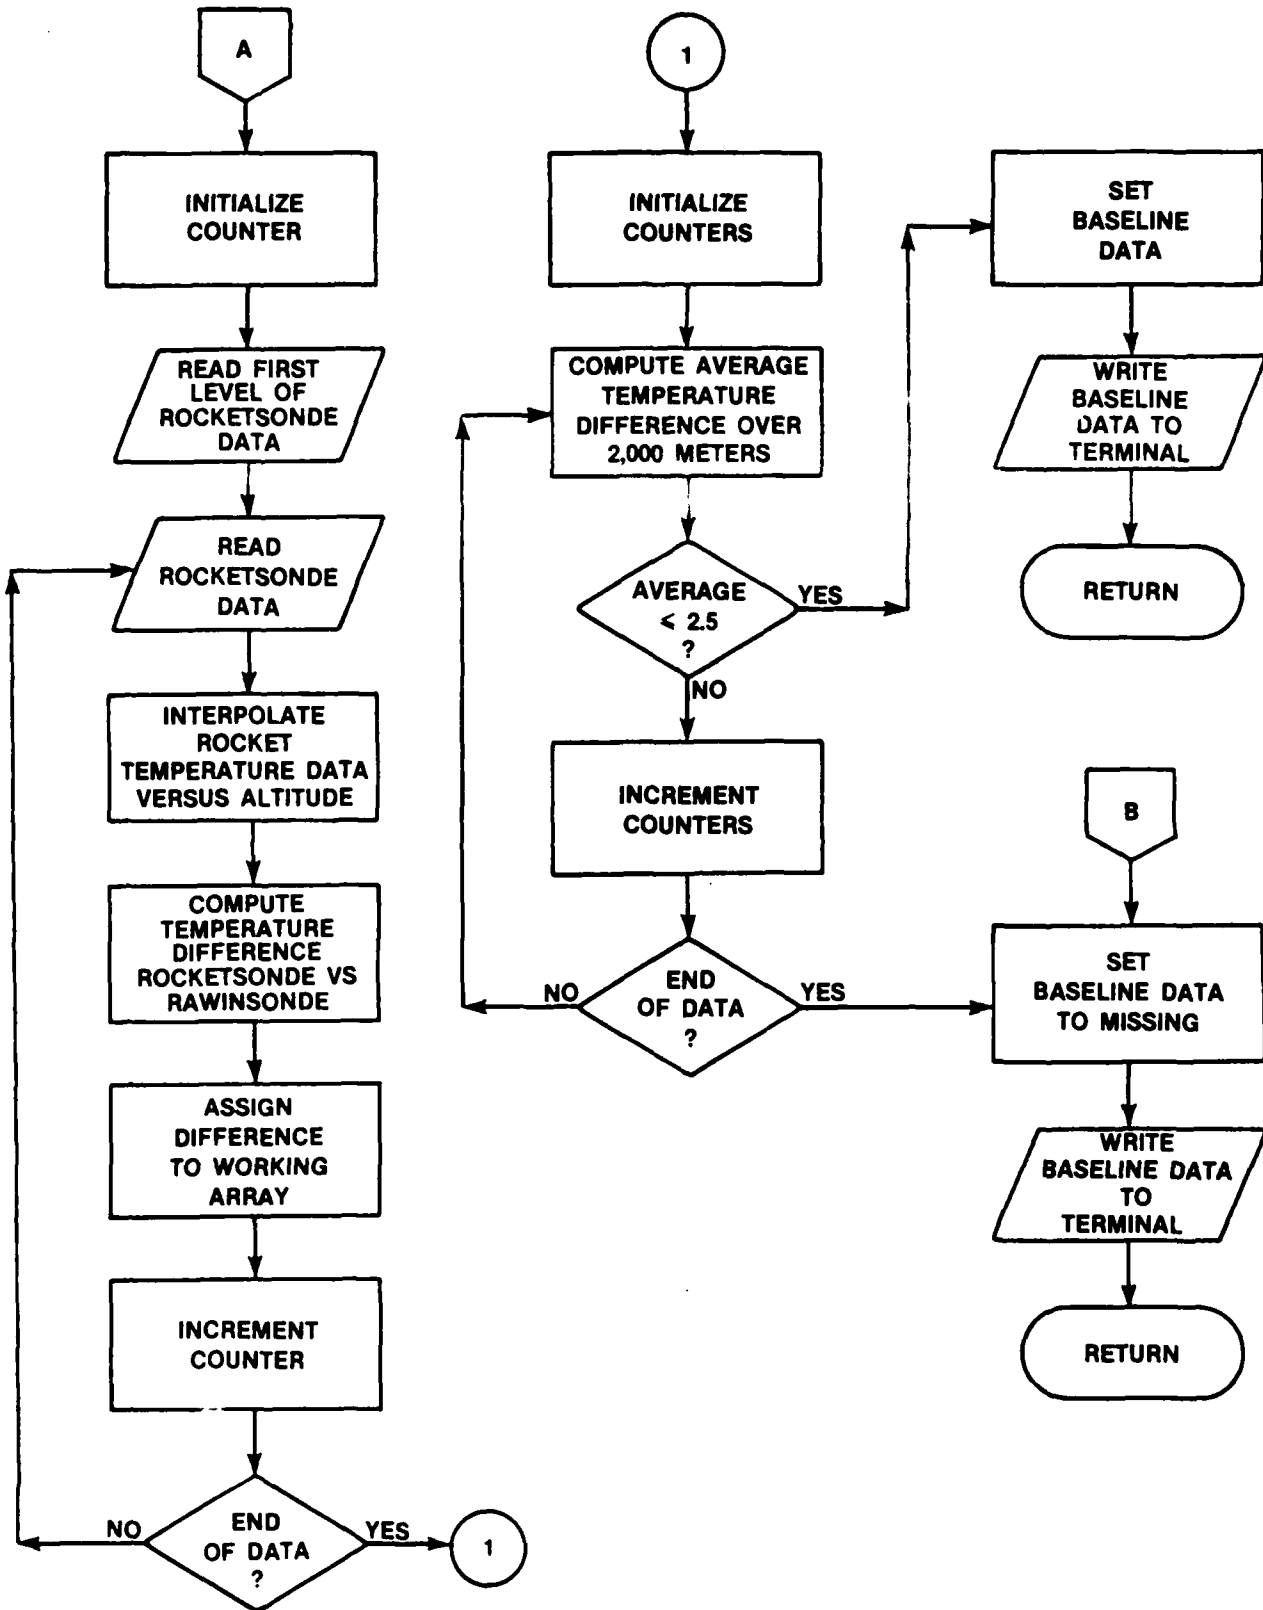 A
INITIALIZE
COUNTER
READ FIRST
LEVEL OF
ROCKETSONDE
DATA
READ
ROCKETSONDE
DATA
INTERPOLATE
ROCKET
TEMPERATURE DATA
VERSUS ALTITUDE
COMPUTE
TEMPERATURE
DIFFERENCE
ROCKETSONDE VS
RAWINSONDE
ASSIGN
DIFFERENCE
TO WORKING
ARRAY
INCREMENT
COUNTER
NO
END
OF DATA
?
YES
1
1
INITIALIZE
COUNTERS
COMPUTE AVERAGE
TEMPERATURE
DIFFERENCE OVER
2,000 METERS
AVERAGE
⩽ 2.5
?
YES
NO
INCREMENT
COUNTERS
NO
END
OF DATA
?
YES
SET
BASELINE
DATA
WRITE
BASELINE
DATA TO
TERMINAL
RETURN
B
SET
BASELINE DATA
TO MISSING
WRITE
BASELINE DATA
TO
TERMINAL
RETURN